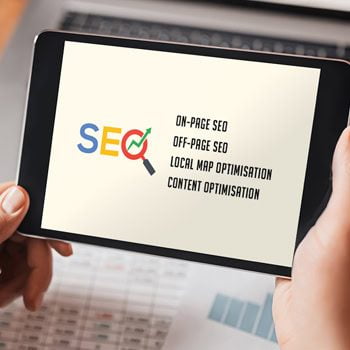 SEO
ON-PAGE SEO
OFF-PAGE SEO
LOCAL MAP OPTIMISATION
CONTENT OPTIMISATION